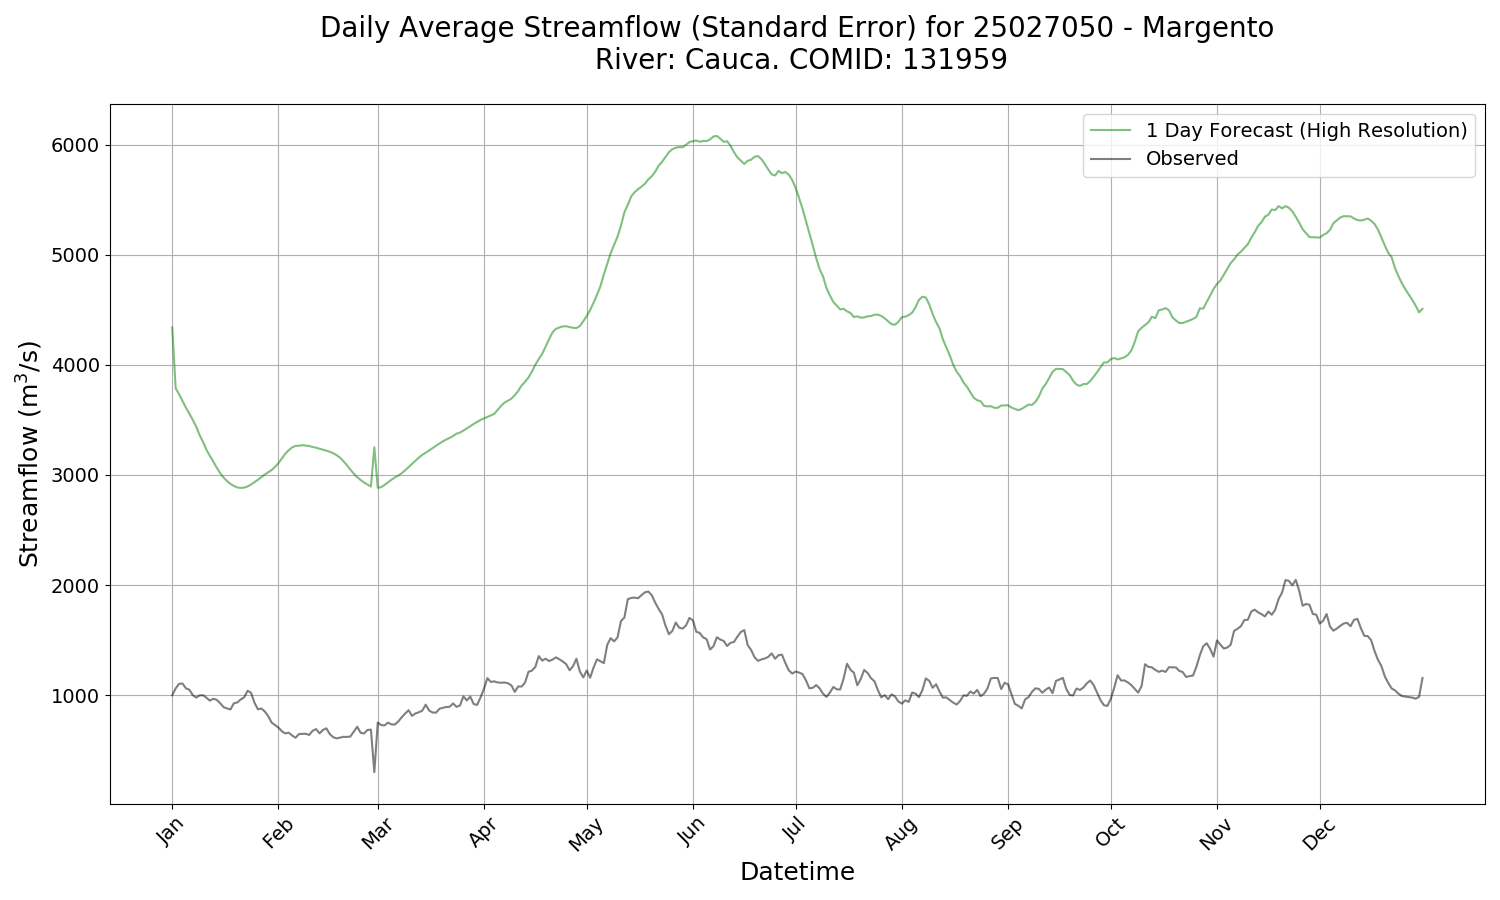 Daily Average Streamflow (Standard Error) for 25027050 - Margento
River: Cauca. COMID: 131959
1 Day Forecast (High Resolution)
Observed
Streamflow (m³/s)
6000
5000
4000
3000
2000
1000
Jan
Feb
Mar
Apr
May
Jun
Jul
Aug
Sep
Oct
Nov
Dec
Datetime